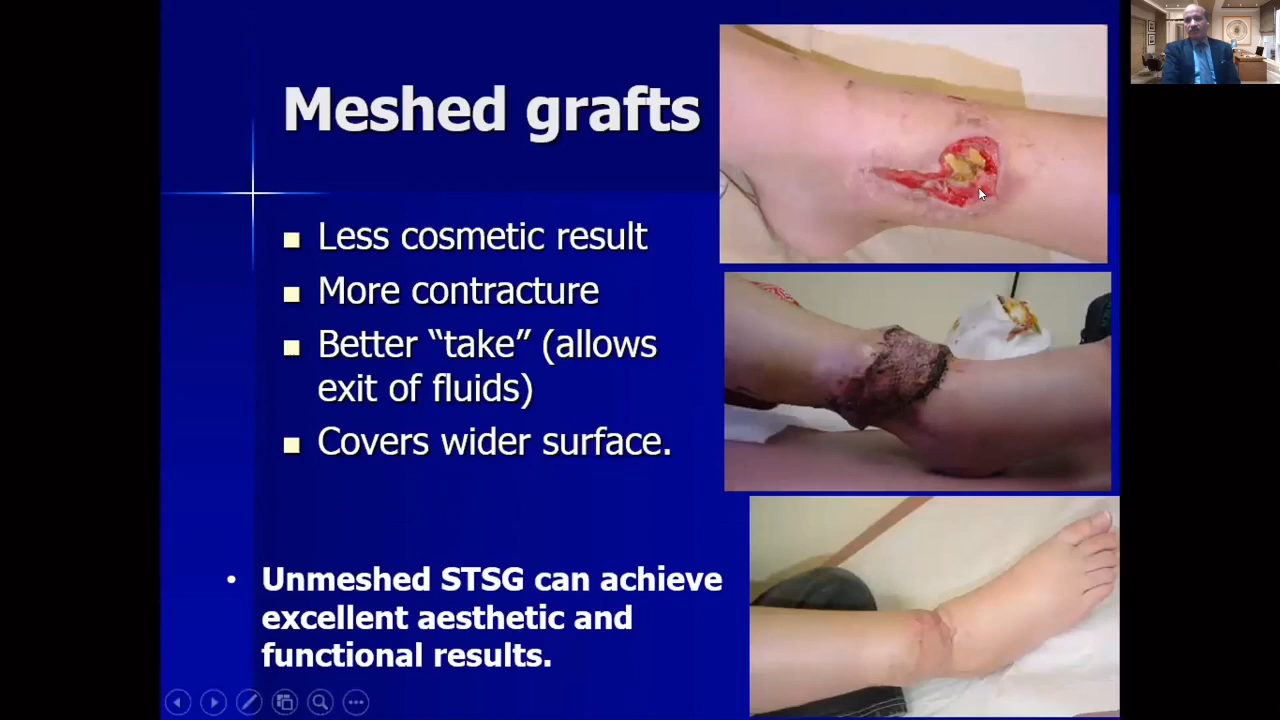 Meshed grafts
Less cosmetic result
More contracture
Better “take” (allows
exit of fluids)
Covers wider surface.
• Unmeshed STSG can achieve
excellent aesthetic and
functional results.